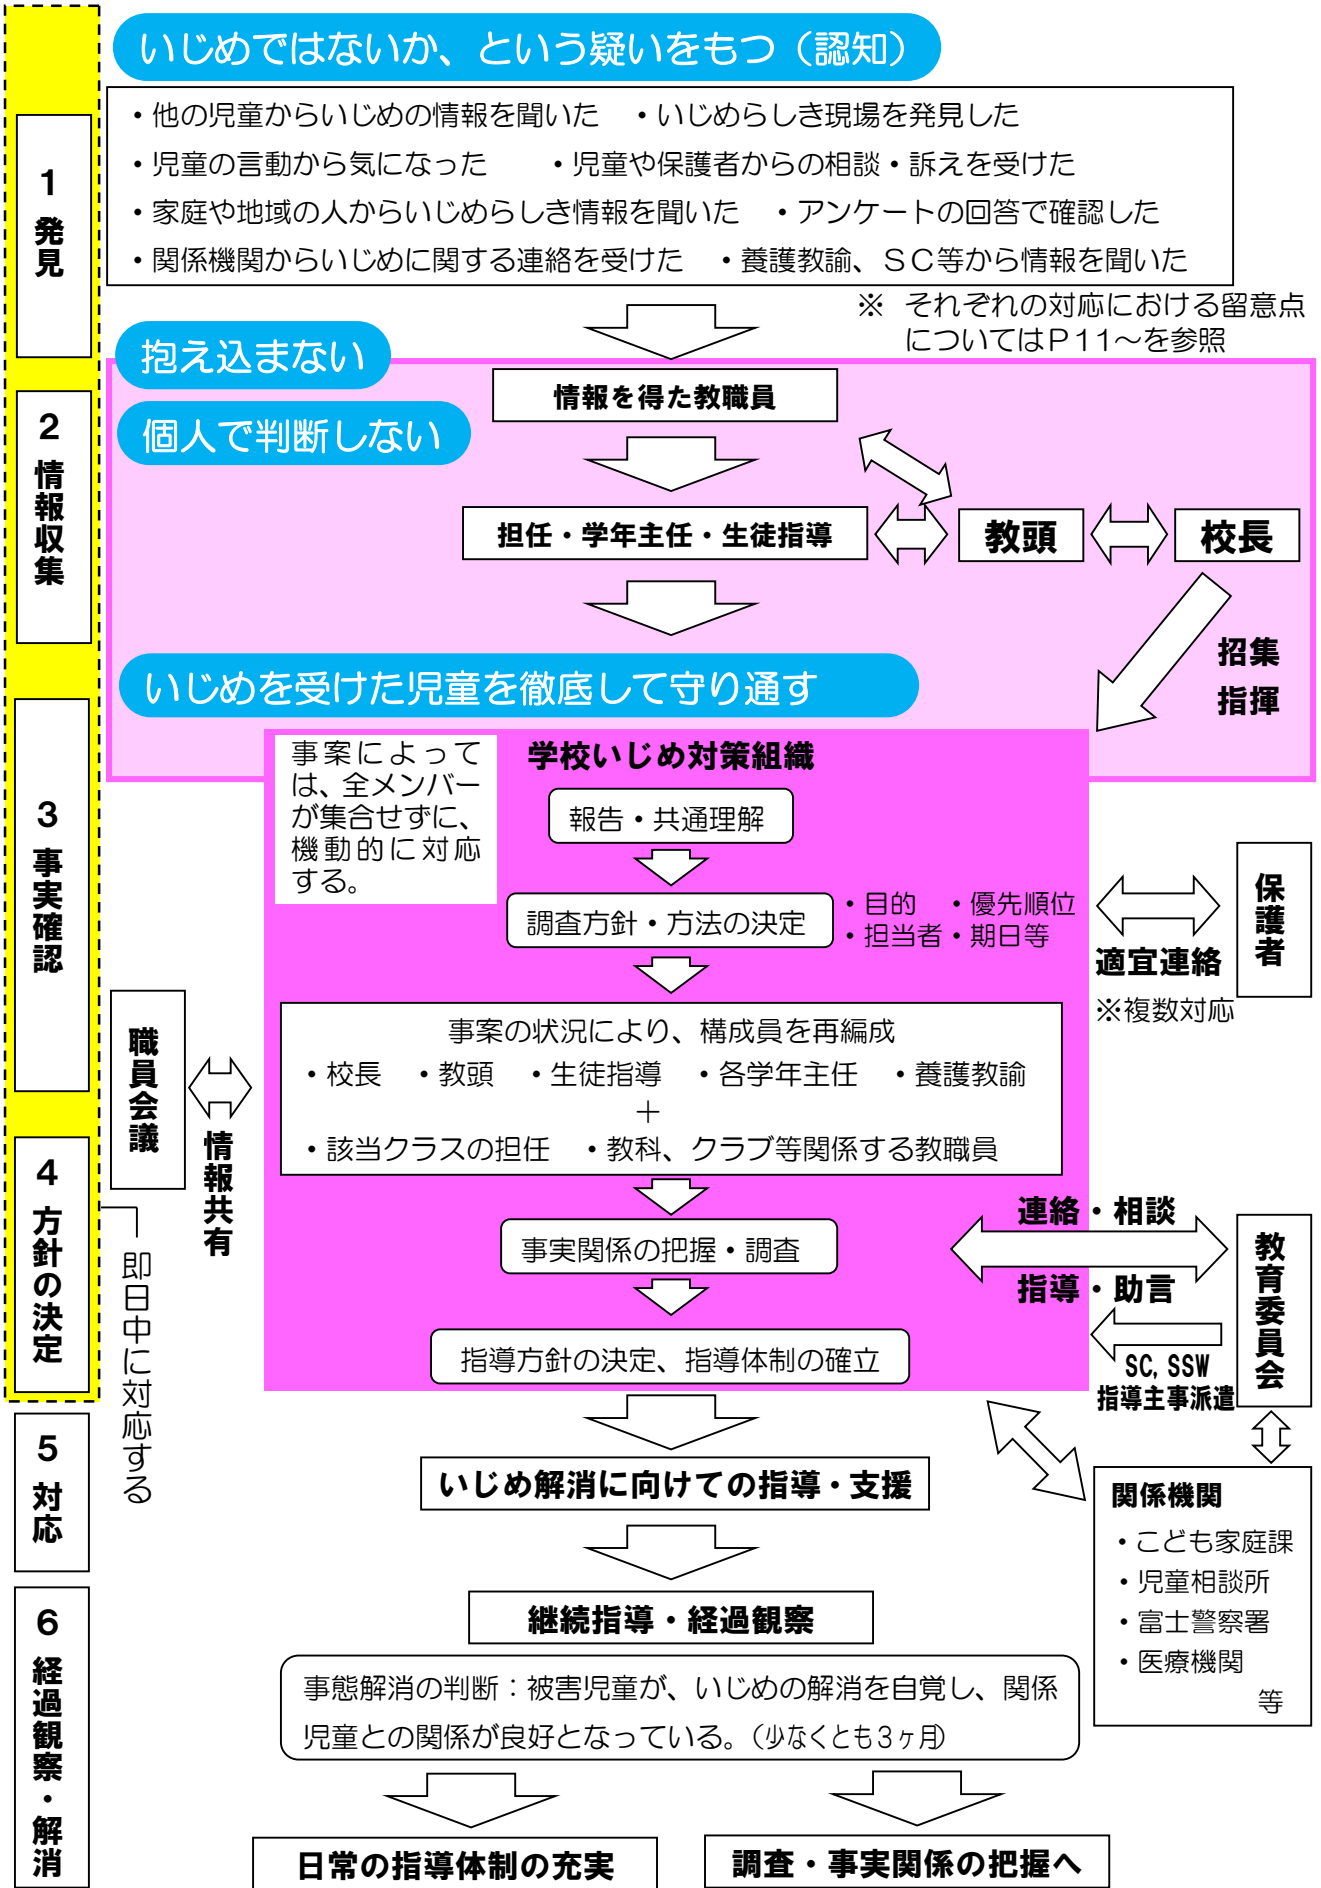 いじめではないか、という疑いをもつ（認知）
・他の児童からいじめの情報を聞いた　・いじめらしき現場を発見した
・児童の言動から気になった　　・児童や保護者からの相談・訴えを受けた
・家庭や地域の人からいじめらしき情報を聞いた　・アンケートの回答で確認した
・関係機関からいじめに関する連絡を受けた　・養護教諭、ＳＣ等から情報を聞いた
※　それぞれの対応における留意点
についてはＰ11～を参照
1 発見
抱え込まない
情報を得た教職員
個人で判断しない
2 情報収集
担任・学年主任・生徒指導
教頭
校長
招集
指揮
いじめを受けた児童を徹底して守り通す
3 事実確認
学校いじめ対策組織
事案によって
は、全メンバー
が集合せずに、
機動的に対応
する。
報告・共通理解
調査方針・方法の決定
・目的　・優先順位
・担当者・期日等
保護者
適宜連絡
※複数対応
職員会議
情報共有
事案の状況により、構成員を再編成
・校長　・教頭　・生徒指導　・各学年主任　・養護教諭
＋
・該当クラスの担任　・教科、クラブ等関係する教職員
4 方針の決定
即日中に対応する
事実関係の把握・調査
連絡・相談
指導・助言
教育委員会
SC, SSW
指導主事派遣
指導方針の決定、指導体制の確立
5 対応
いじめ解消に向けての指導・支援
関係機関
・こども家庭課
・児童相談所
・富士警察署
・医療機関
等
6 経過観察・解消
継続指導・経過観察
事態解消の判断：被害児童が、いじめの解消を自覚し、関係
児童との関係が良好となっている。（少なくとも３ヶ月）
日常の指導体制の充実
調査・事実関係の把握へ